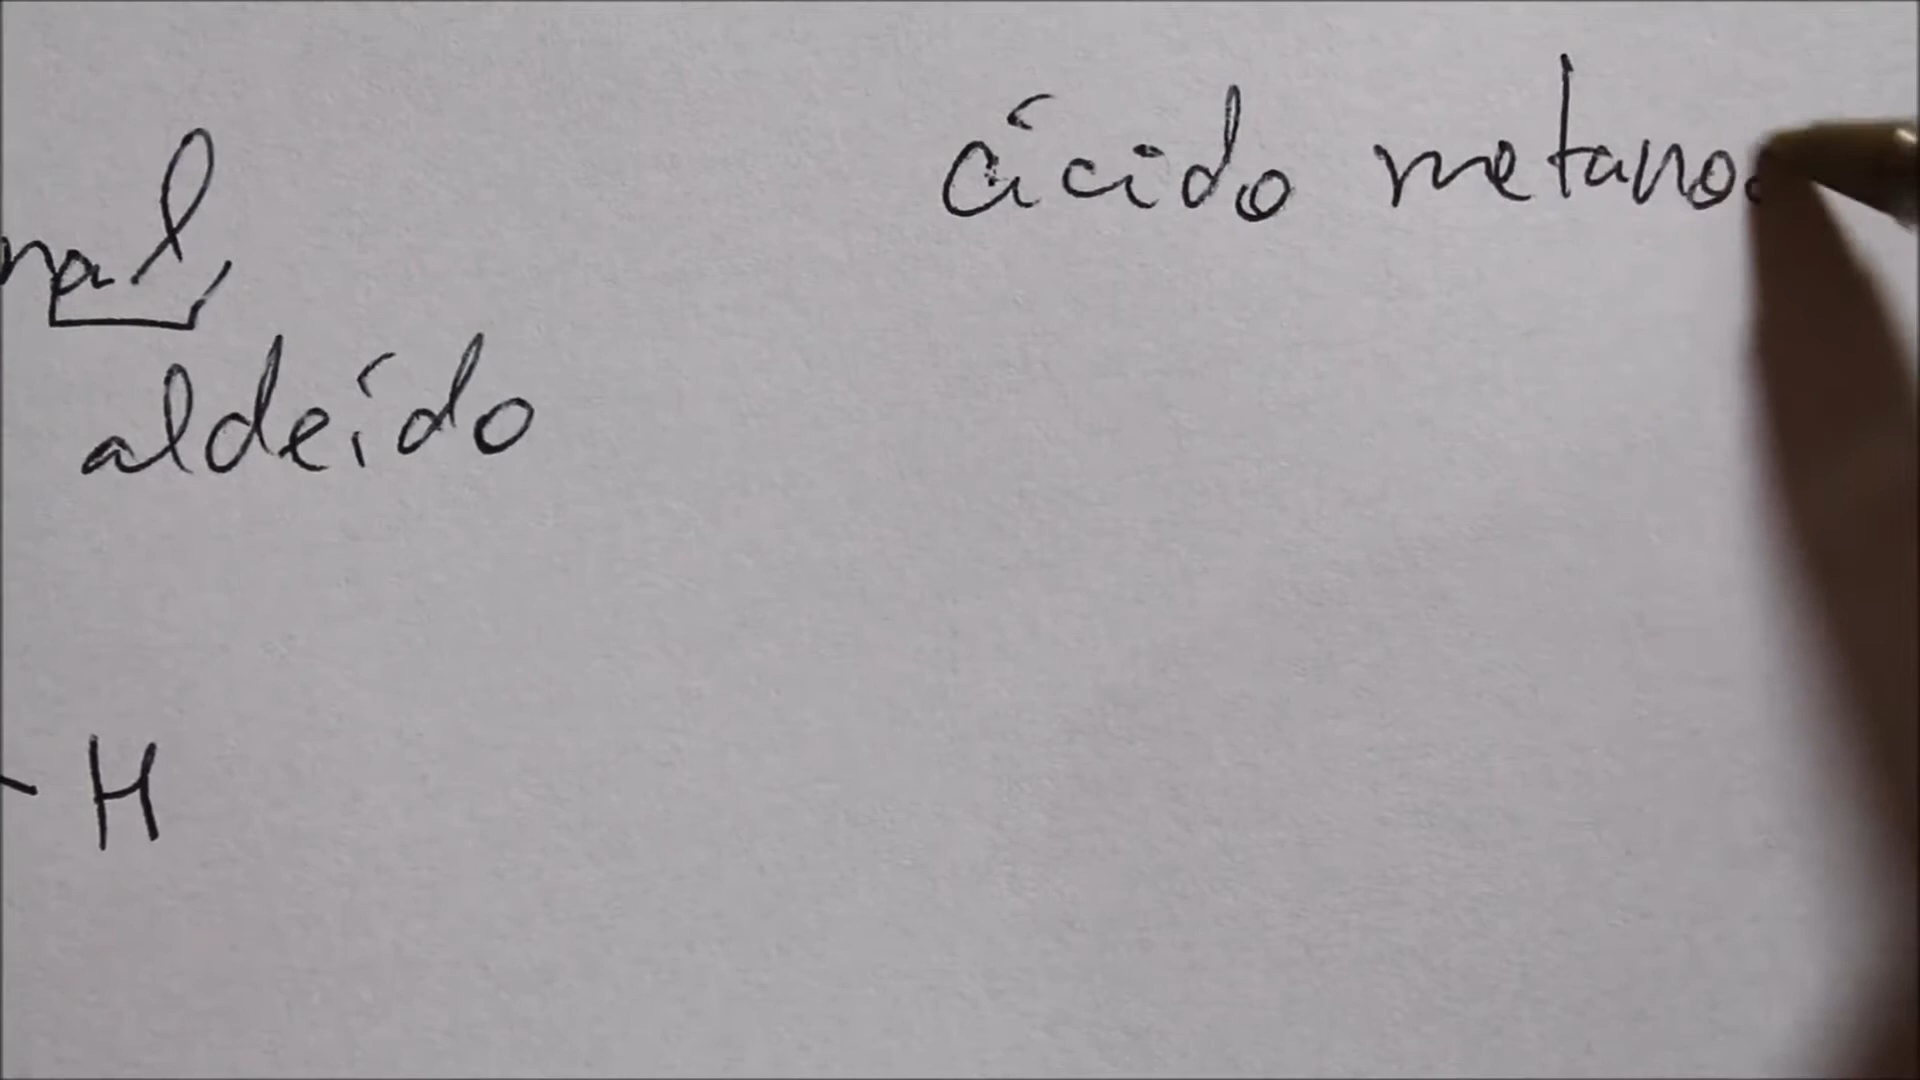 ácido metano
nal
aldeído
- H